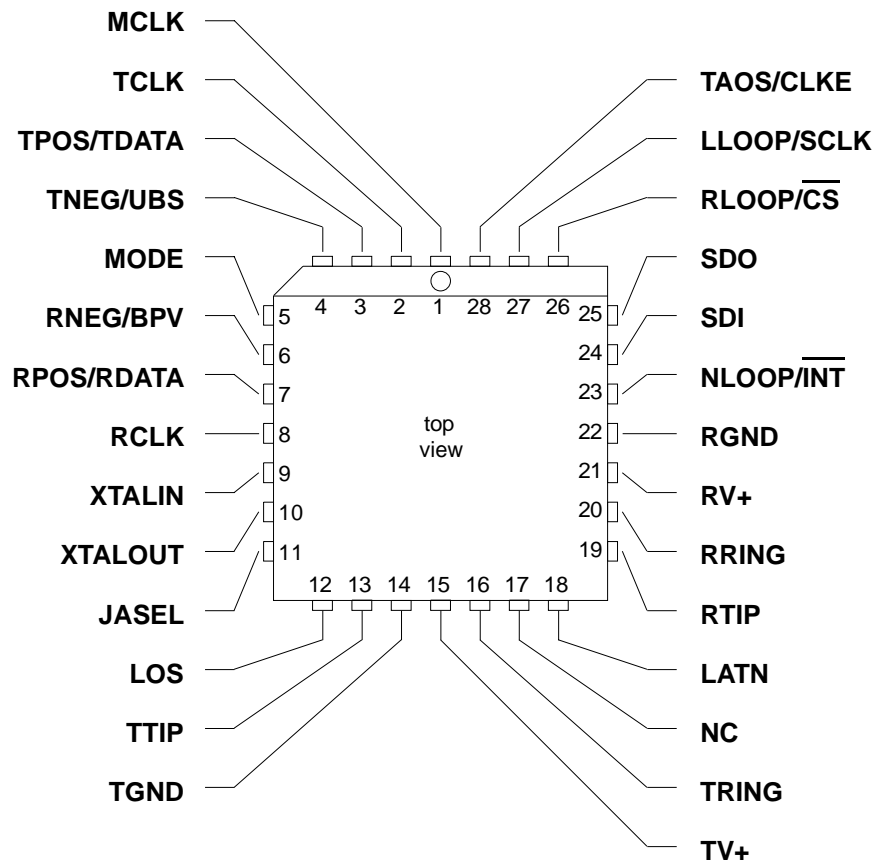 MCLK
TCLK
TPOS/TDATA
TNEG/UBS
MODE
RNEG/BPV
RPOS/RDATA
RCLK
XTALIN
XTALOUT
JASEL
LOS
TTIP
TGND
TAOS/CLKE
LLOOP/SCLK
RLOOP/C̅S̅
SDO
SDI
NLOOP/I̅N̅T̅
RGND
RV+
RRING
RTIP
LATN
NC
TRING
TV+
4 3 2 1 28 27 26
5
6
7
8
9
10
11
25
24
23
22
21
20
19
top
view
12 13 14 15 16 17 18